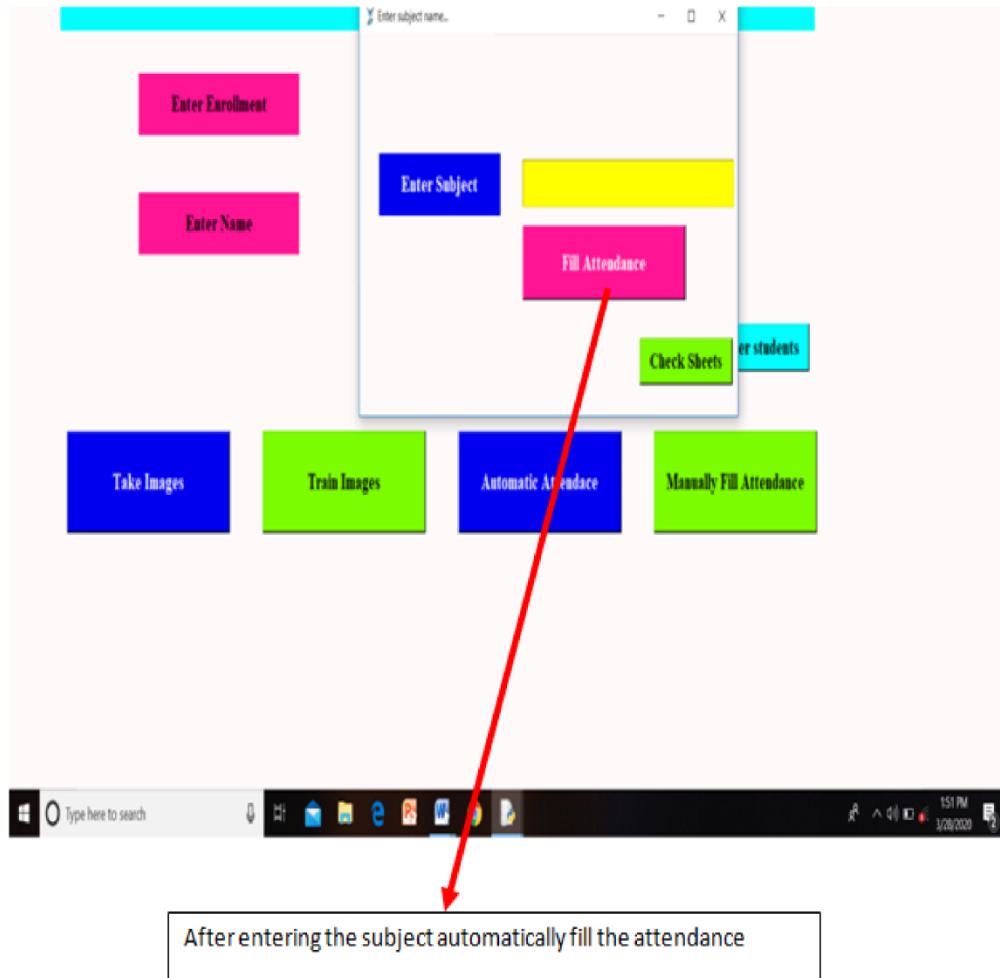 Enter subject name...
Enter Enrollment
Enter Subject
Enter Name
Fill Attendance
Check Sheets
er students
Take Images
Train Images
Automatic Attendace
Manually Fill Attendance
Type here to search
1:51 PM
3/28/2020
2
After entering the subject automatically fill the attendance